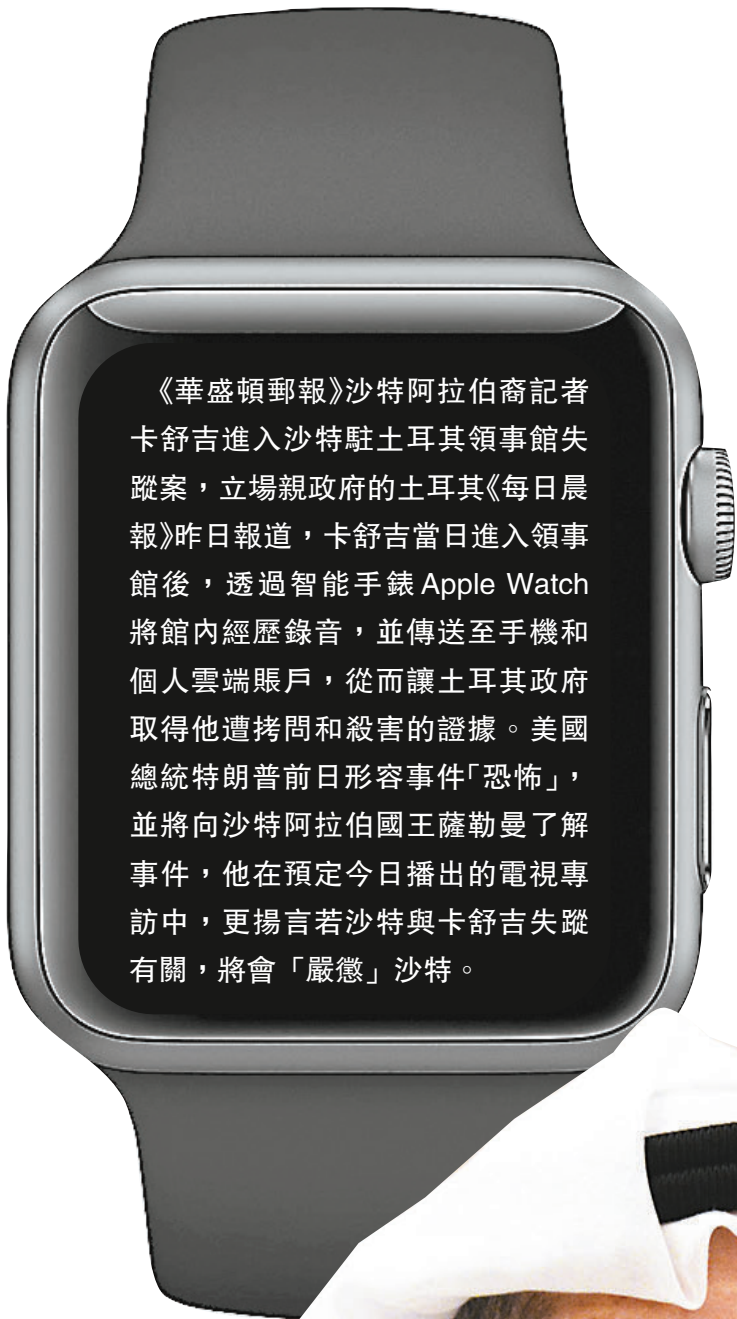 《華盛頓郵報》沙特阿拉伯裔記者
卡舒吉進入沙特駐土耳其領事館失
蹤案，立場親政府的土耳其《每日晨
報》昨日報道，卡舒吉當日進入領事
館後，透過智能手錶Apple Watch
將館內經歷錄音，並傳送至手機和
個人雲端賬戶，從而讓土耳其政府
取得他遭拷問和殺害的證據。美國
總統特朗普前日形容事件「恐怖」，
並將向沙特阿拉伯國王薩勒曼了解
事件，他在預定今日播出的電視專
訪中，更揚言若沙特與卡舒吉失蹤
有關，將會「嚴懲」沙特。